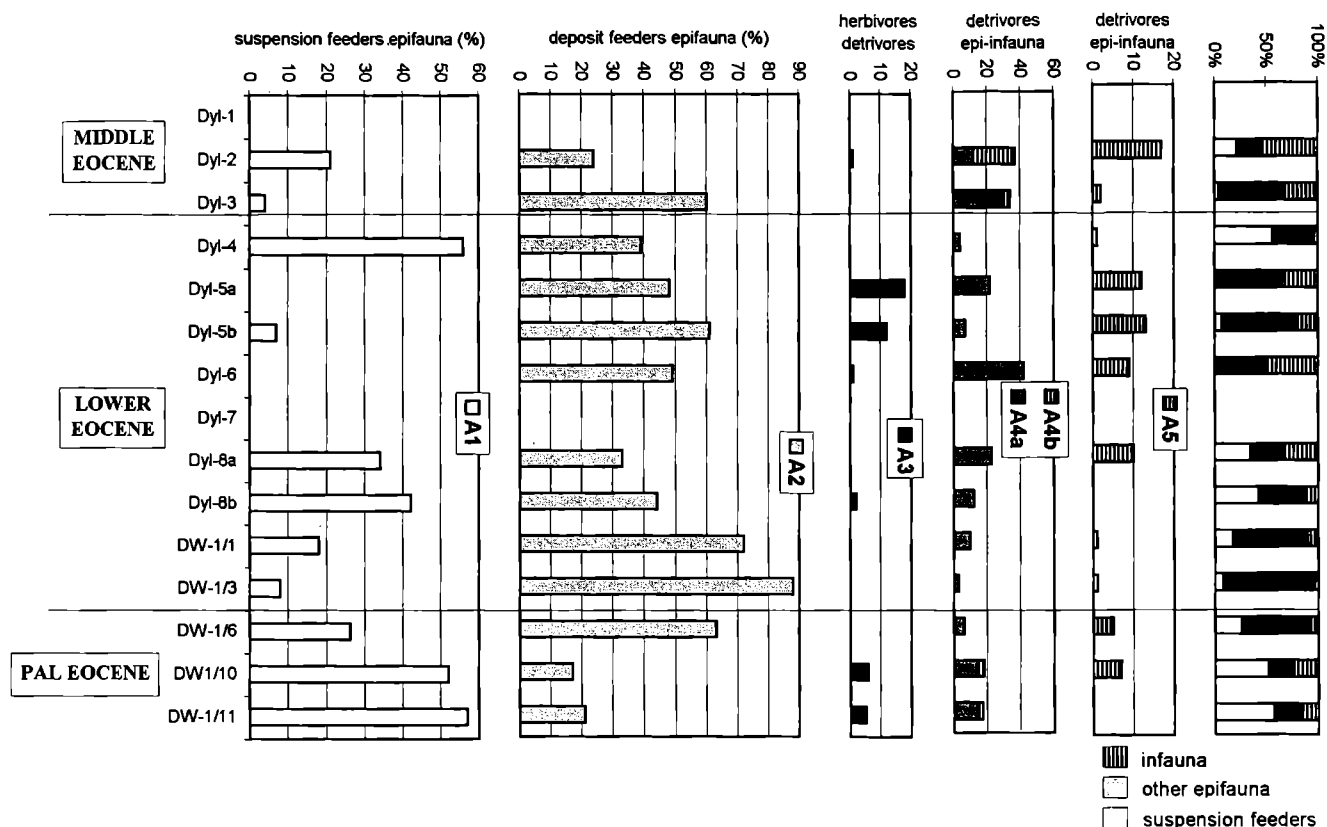 suspension feeders.epifauna (%)
0 10 20 30 40 50 60
deposit feeders epifauna (%)
0 10 20 30 40 50 60 70 80 90
herbivores
detrivores
0 10 20
detrivores
epi-infauna
0 20 40 60
detrivores
epi-infauna
0 10 20
0% 50% 100%
MIDDLE
EOCENE
LOWER
EOCENE
PAL EOCENE
Dyl-1
Dyl-2
Dyl-3
Dyl-4
Dyl-5a
Dyl-5b
Dyl-6
Dyl-7
Dyl-8a
Dyl-8b
DW-1/1
DW-1/3
DW-1/6
DW1/10
DW-1/11
A1
A2
A3
A4b
A4a
A5
infauna
other epifauna
suspension feeders